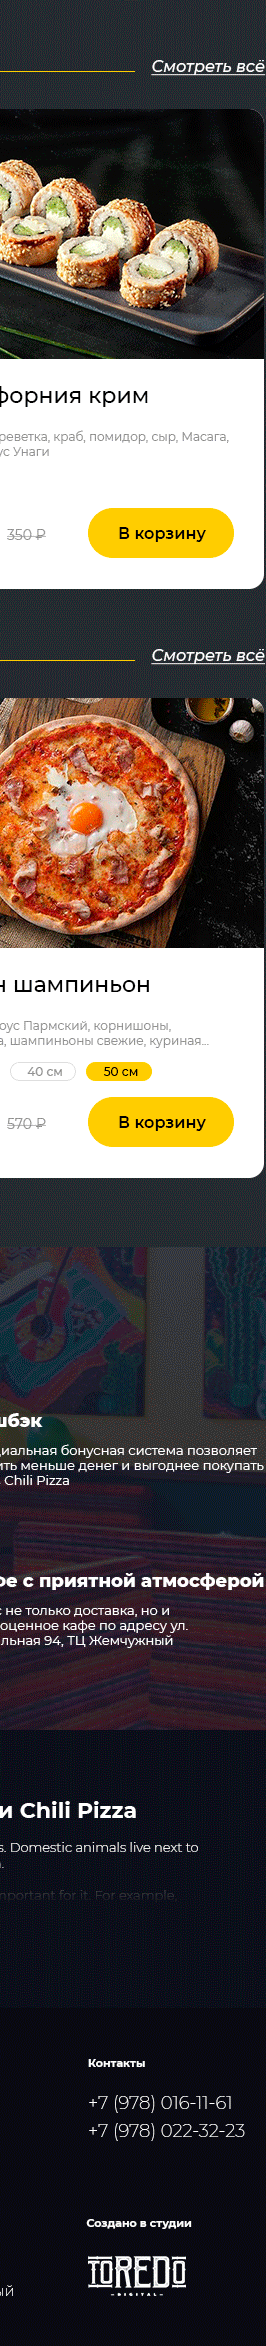 Смотреть всё
форния крим
реветка, краб, помидор, сыр, Масага,
ус Унаги
350 ₽
В корзину
Смотреть всё
н шампиньон
оус Пармский, корнишоны,
а, шампиньоны свежие, куриная...
40 см
50 см
570 ₽
В корзину
шбэк
циальная бонусная система позволяет
ить меньше денег и выгоднее покупать
Chili Pizza
фе с приятной атмосферой
с не только доставка, но и
оценное кафе по адресу ул.
льная 94, ТЦ Жемчужный
и Chili Pizza
s. Domestic animals live next to
mportant for it. For example,
Контакты
+7 (978) 016-11-61
+7 (978) 022-32-23
Создано в студии
TOREDO
DIGITAL
ый